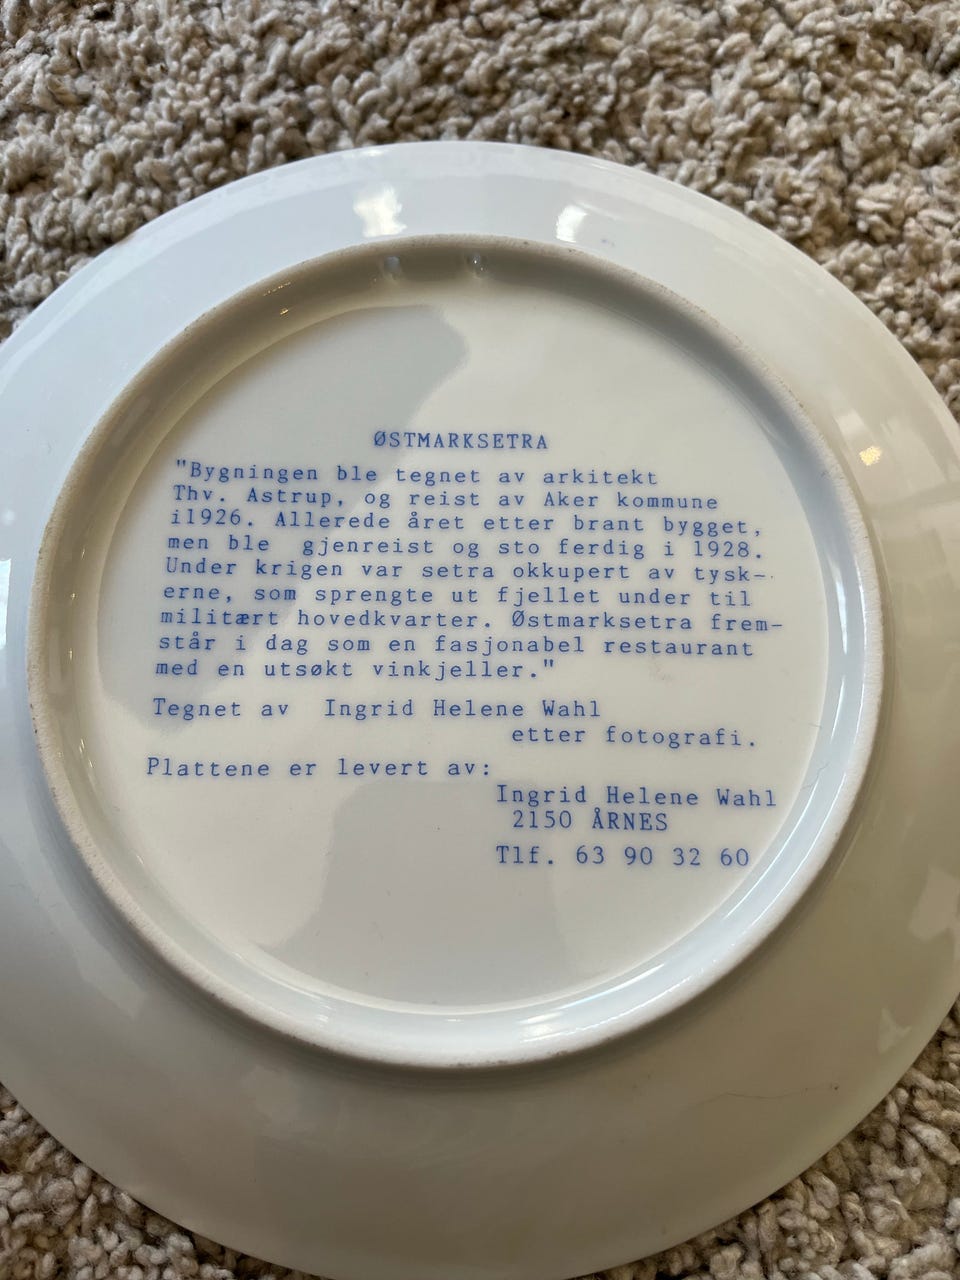 ØSTMARKSETRA
"Bygningen ble tegnet av arkitekt
Thv. Astrup, og reist av Aker kommune
i1926. Allerede året etter brant bygget,
men ble gjenreist og sto ferdig i 1928.
Under krigen var setra okkupert av tysk-
erne, som sprengte ut fjellet under til
militært hovedkvarter. Østmarksetra frem-
står i dag som en fasjonabel restaurant
med en utsøkt vinkjeller."
Tegnet av Ingrid Helene Wahl
etter fotografi.
Plattene er levert av:
Ingrid Helene Wahl
2150 ÅRNES
Tlf. 63 90 32 60